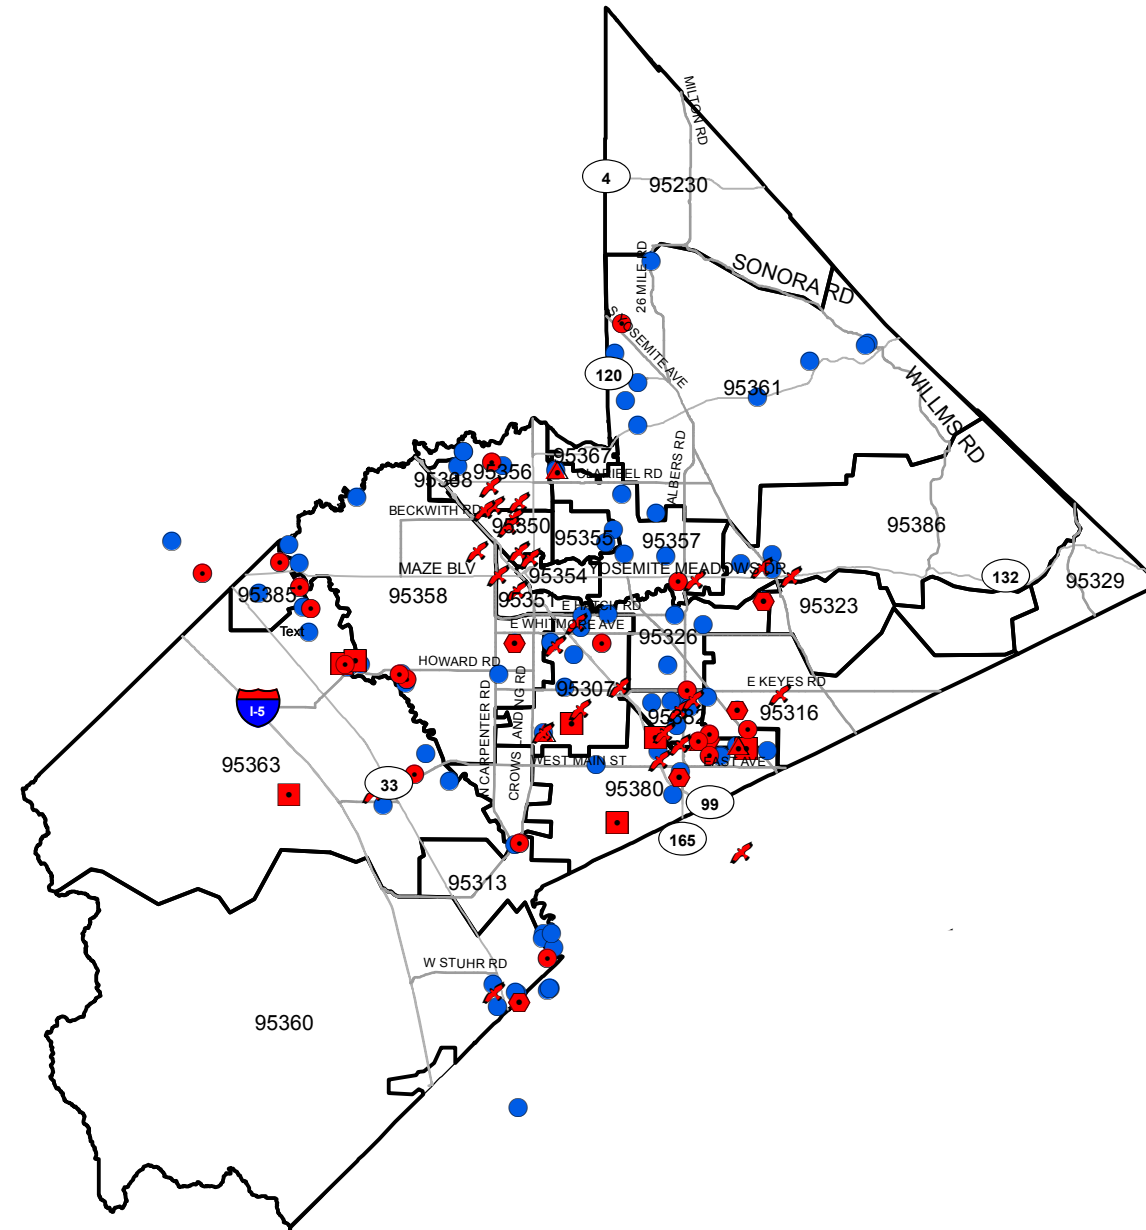 MILTON RD
4
95230
SONORA RD
26 MILE RD
S YOSEMITE AVE
120
95361
WILLMS RD
95367
95356
CLARIBEL RD
ALBERS RD
BECKWITH RD
95350
95386
95355
95357
MAZE BLV
95354
YOSEMITE MEADOWS DR
132
95329
95385
95358
95351
E HATCH RD
95323
Text
E WHITMORE AVE
95326
HOWARD RD
95307
E KEYES RD
I-5
N CARPENTER RD
CROWS LANDING RD
95382
95316
95363
WEST MAIN ST
EAST AVE
33
95380
99
165
95313
W STUHR RD
95360